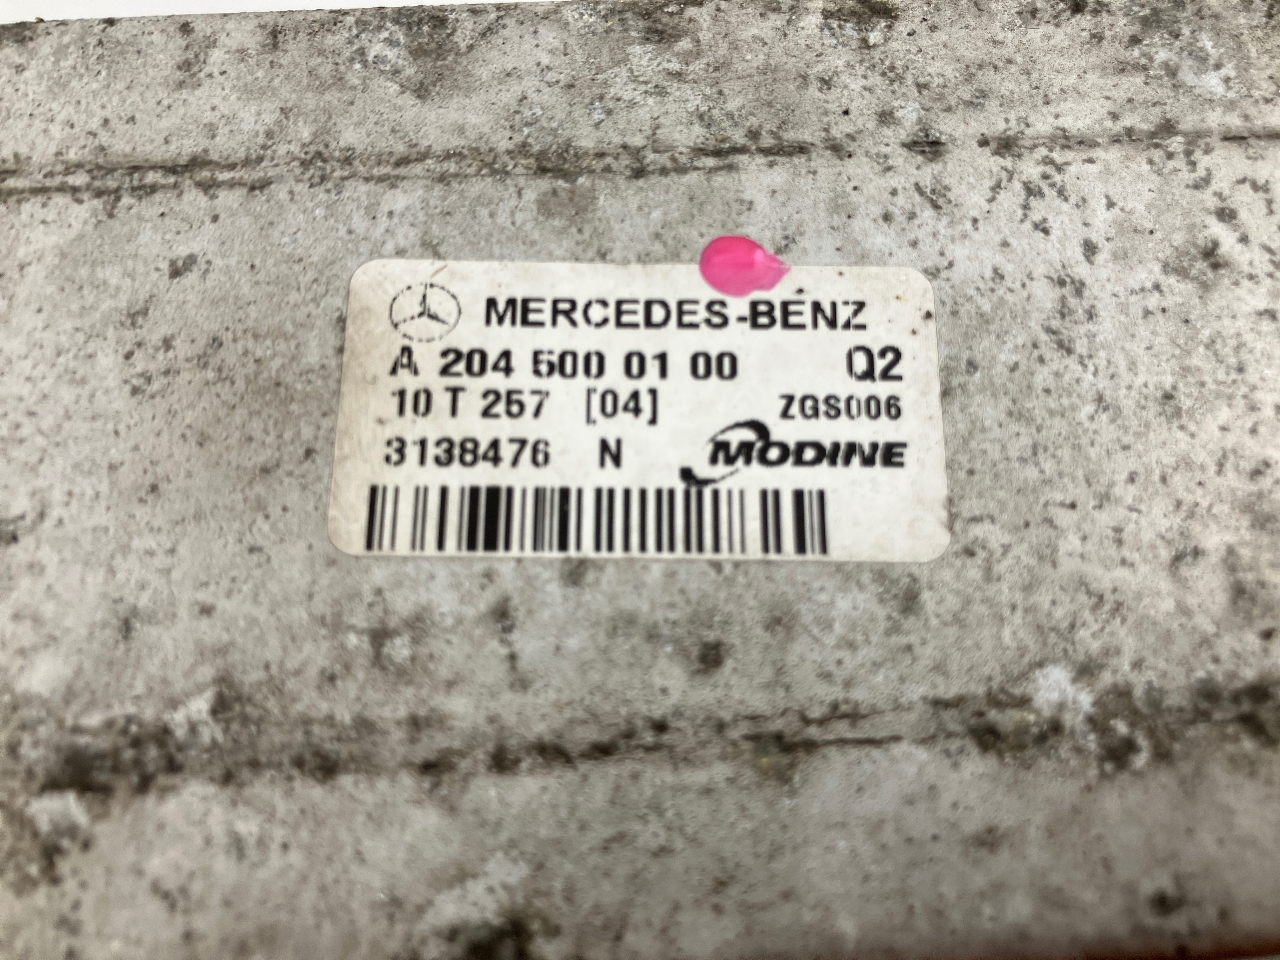 MERCEDES-BENZ
A 204 500 01 00 Q2
10 T 257 [04] ZGS006
3138476 N MODINE